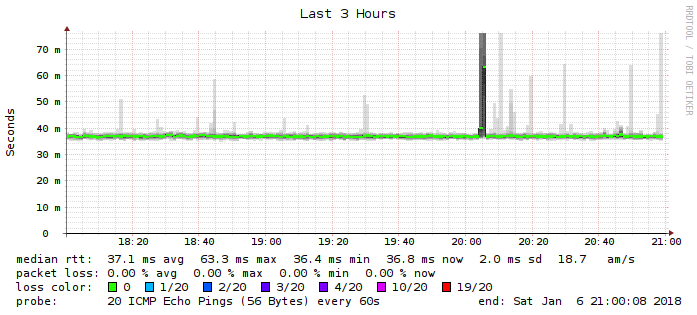 Last 3 Hours
RRDTOOL / TOBI OETIKER
Seconds
70 m
60 m
50 m
40 m
30 m
20 m
10 m
0
18:20 18:40 19:00 19:20 19:40 20:00 20:20 20:40 21:00
median rtt: 37.1 ms avg 63.3 ms max 36.4 ms min 36.8 ms now 2.0 ms sd 18.7 am/s
packet loss: 0.00 % avg 0.00 % max 0.00 % min 0.00 % now
loss color: 0 1/20 2/20 3/20 4/20 10/20 19/20
probe: 20 ICMP Echo Pings (56 Bytes) every 60s end: Sat Jan 6 21:00:08 2018